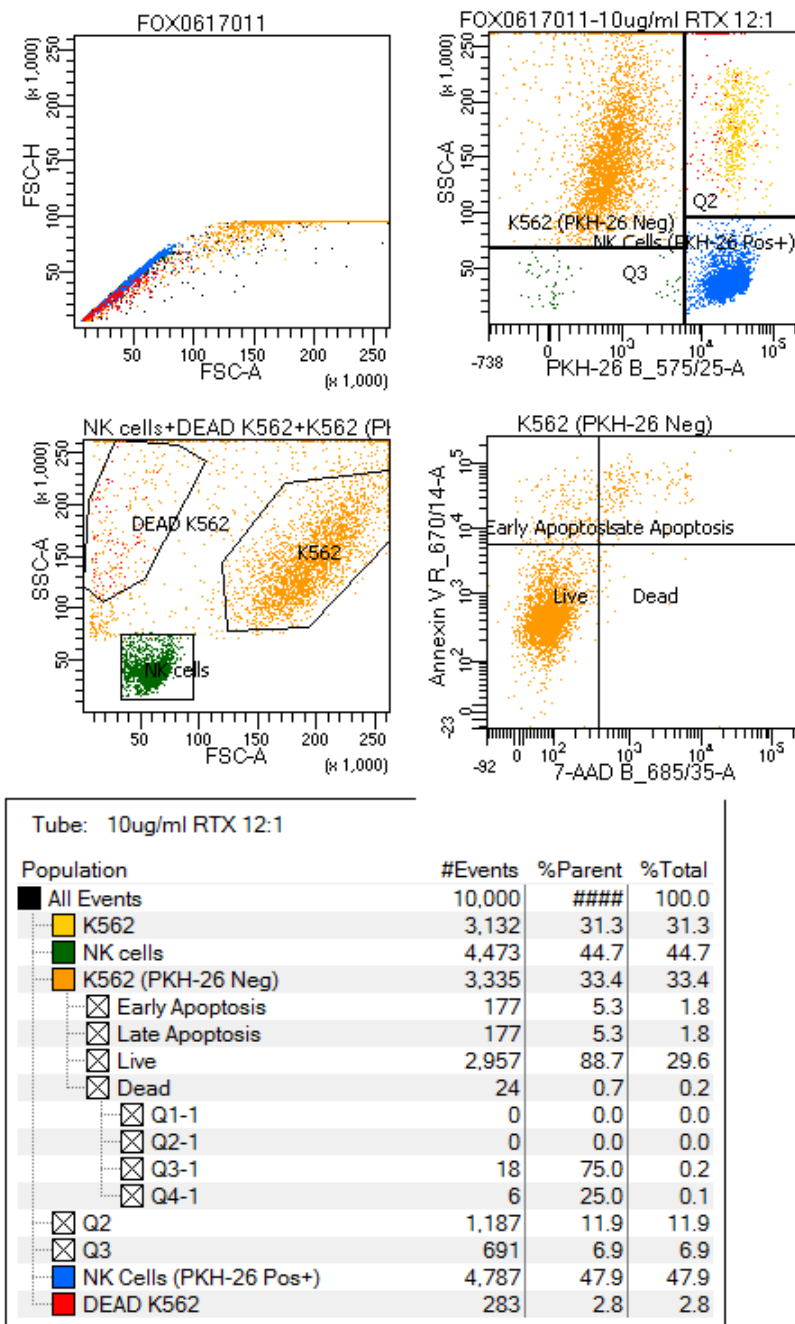 FOX0617011
(x 1,000)
250
200
150
100
50
FSC-H
50 100 150 200 250
FSC-A
(x 1,000)
FOX0617011-10ug/ml RTX 12:1
(x 1,000)
250
200
150
100
50
SSC-A
K562 (PKH-26 Neg)
Q2
NK Cells (PKH-26 Pos+)
Q3
-738 0 10³ 10⁴ 10⁵
PKH-26 B_575/25-A
NK cells+DEAD K562+K562 (PK
(x 1,000)
250
200
150
100
50
SSC-A
DEAD K562
K562
NK cells
50 100 150 200 250
FSC-A
(x 1,000)
K562 (PKH-26 Neg)
10⁵
10⁴
10³
10²
0
-23
Annexin V R_670/14-A
Early Apoptosis
Late Apoptosis
Live
Dead
-92 0 10² 10³ 10⁴ 10⁵
7-AAD B_685/35-A
Tube: 10ug/ml RTX 12:1
Population #Events %Parent %Total
All Events 10,000 #### 100.0
K562 3,132 31.3 31.3
NK cells 4,473 44.7 44.7
K562 (PKH-26 Neg) 3,335 33.4 33.4
Early Apoptosis 177 5.3 1.8
Late Apoptosis 177 5.3 1.8
Live 2,957 88.7 29.6
Dead 24 0.7 0.2
Q1-1 0 0.0 0.0
Q2-1 0 0.0 0.0
Q3-1 18 75.0 0.2
Q4-1 6 25.0 0.1
Q2 1,187 11.9 11.9
Q3 691 6.9 6.9
NK Cells (PKH-26 Pos+) 4,787 47.9 47.9
DEAD K562 283 2.8 2.8